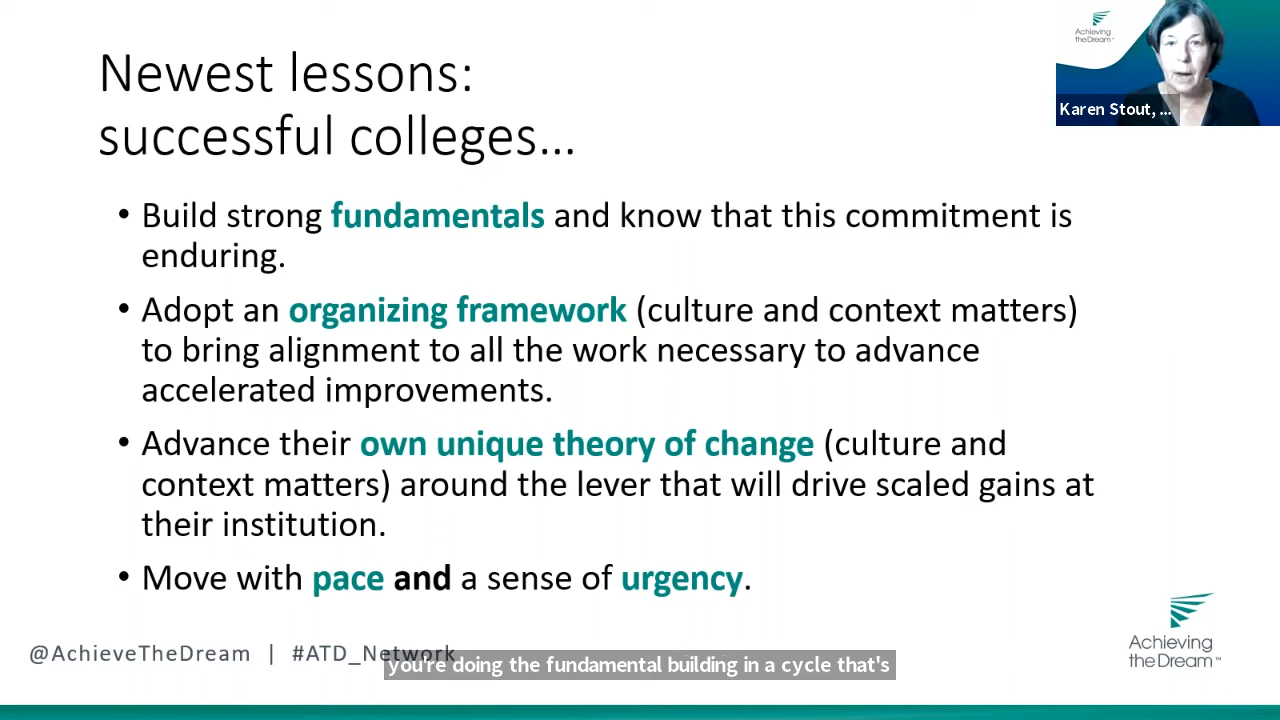 Newest lessons:
successful colleges...
Achieving
the Dream™
Karen Stout, ...
• Build strong fundamentals and know that this commitment is
enduring.
• Adopt an organizing framework (culture and context matters)
to bring alignment to all the work necessary to advance
accelerated improvements.
• Advance their own unique theory of change (culture and
context matters) around the lever that will drive scaled gains at
their institution.
• Move with pace and a sense of urgency.
@AchieveTheDream | #ATD_Network
you're doing the fundamental building in a cycle that's
Achieving
the Dream™